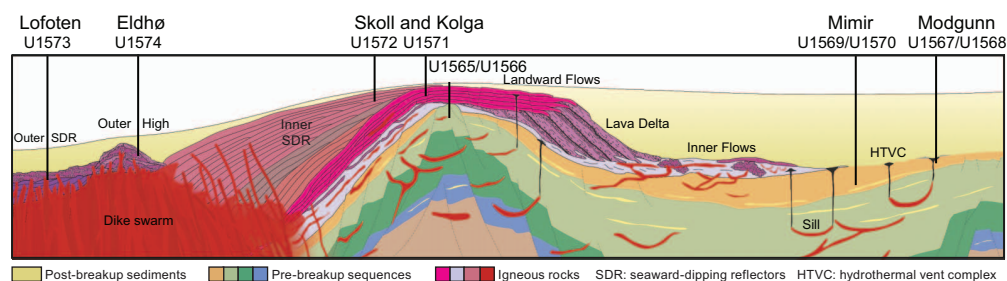 Lofoten Eldhø Skoll and Kolga Mimir Modgunn
U1573 U1574 U1572 U1571 U1569/U1570 U1567/U1568
U1565/U1566
Landward Flows
Outer SDR
Outer High
Inner
SDR
Lava Delta
Inner Flows
HTVC
Dike swarm
Sill
Post-breakup sediments Pre-breakup sequences Igneous rocks SDR: seaward-dipping reflectors HTVC: hydrothermal vent complex